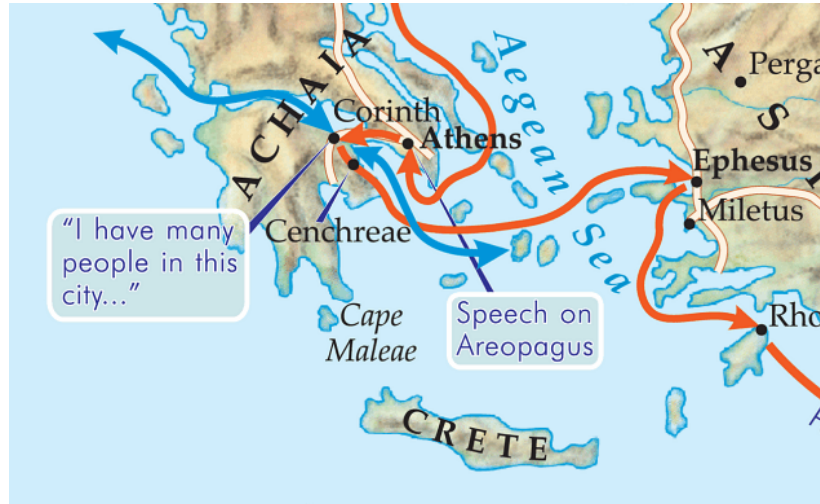 ACHAIA
Aegean
Sea
ASI
Perga
Corinth
Athens
Ephesus
Miletus
Cenchreae
"I have many
people in this
city..."
Cape
Maleae
Speech on
Areopagus
Rho
CRETE